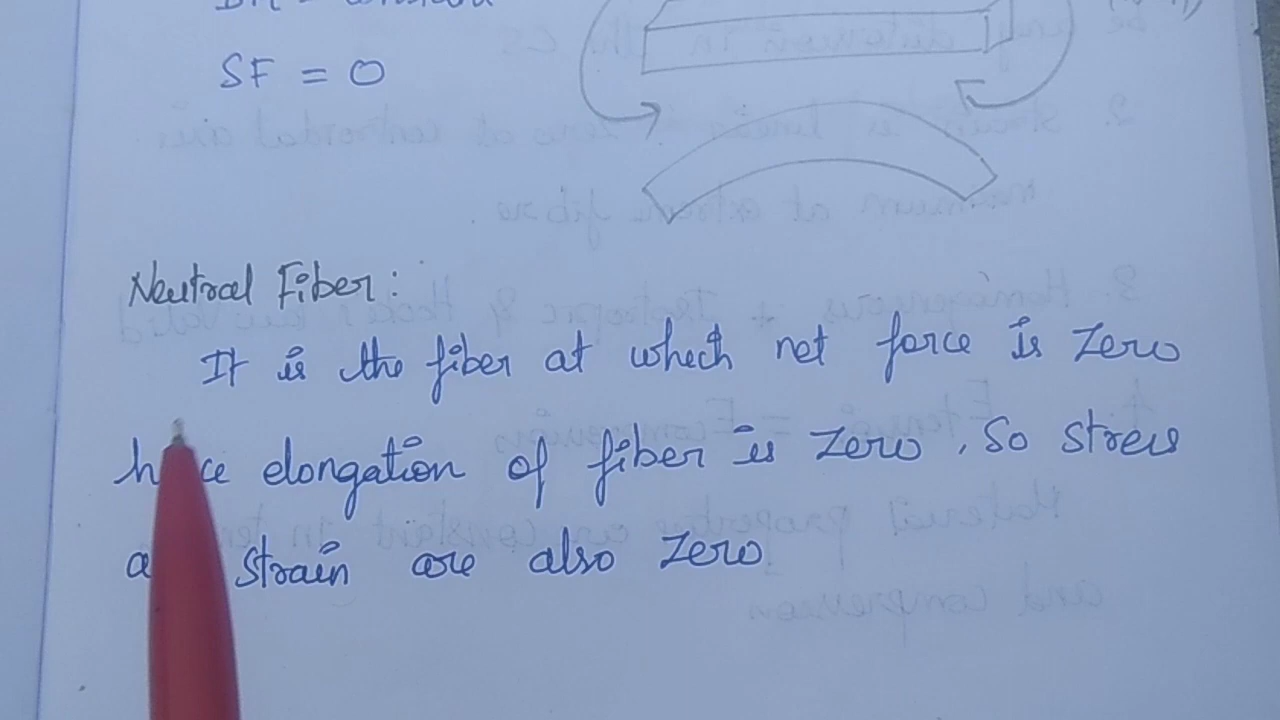 SF = 0
Neutral Fiber:
It is the fiber at which net force is zero
elongation of fiber is zero, so stress
strain are also zero